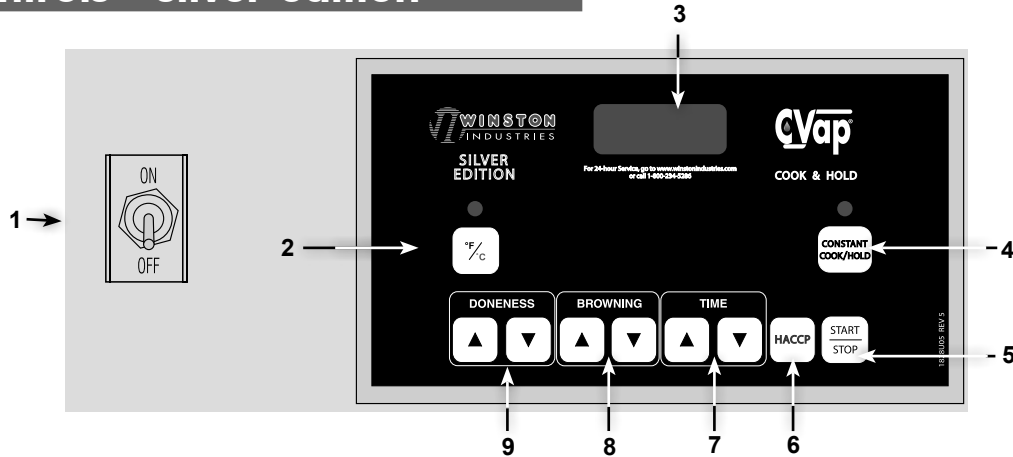 silver edition
3
WINSTON
INDUSTRIES
SILVER
EDITION
For 24-hour Service, go to www.winstonindustries.com
or call 1-800-234-5286
CVap®
COOK & HOLD
ON
OFF
1
2
°F/°C
CONSTANT
COOK/HOLD
4
DONENESS
BROWNING
TIME
▲ ▼ ▲ ▼ ▲ ▼
HACCP
START
STOP
5
REV 5
9
8
7
6